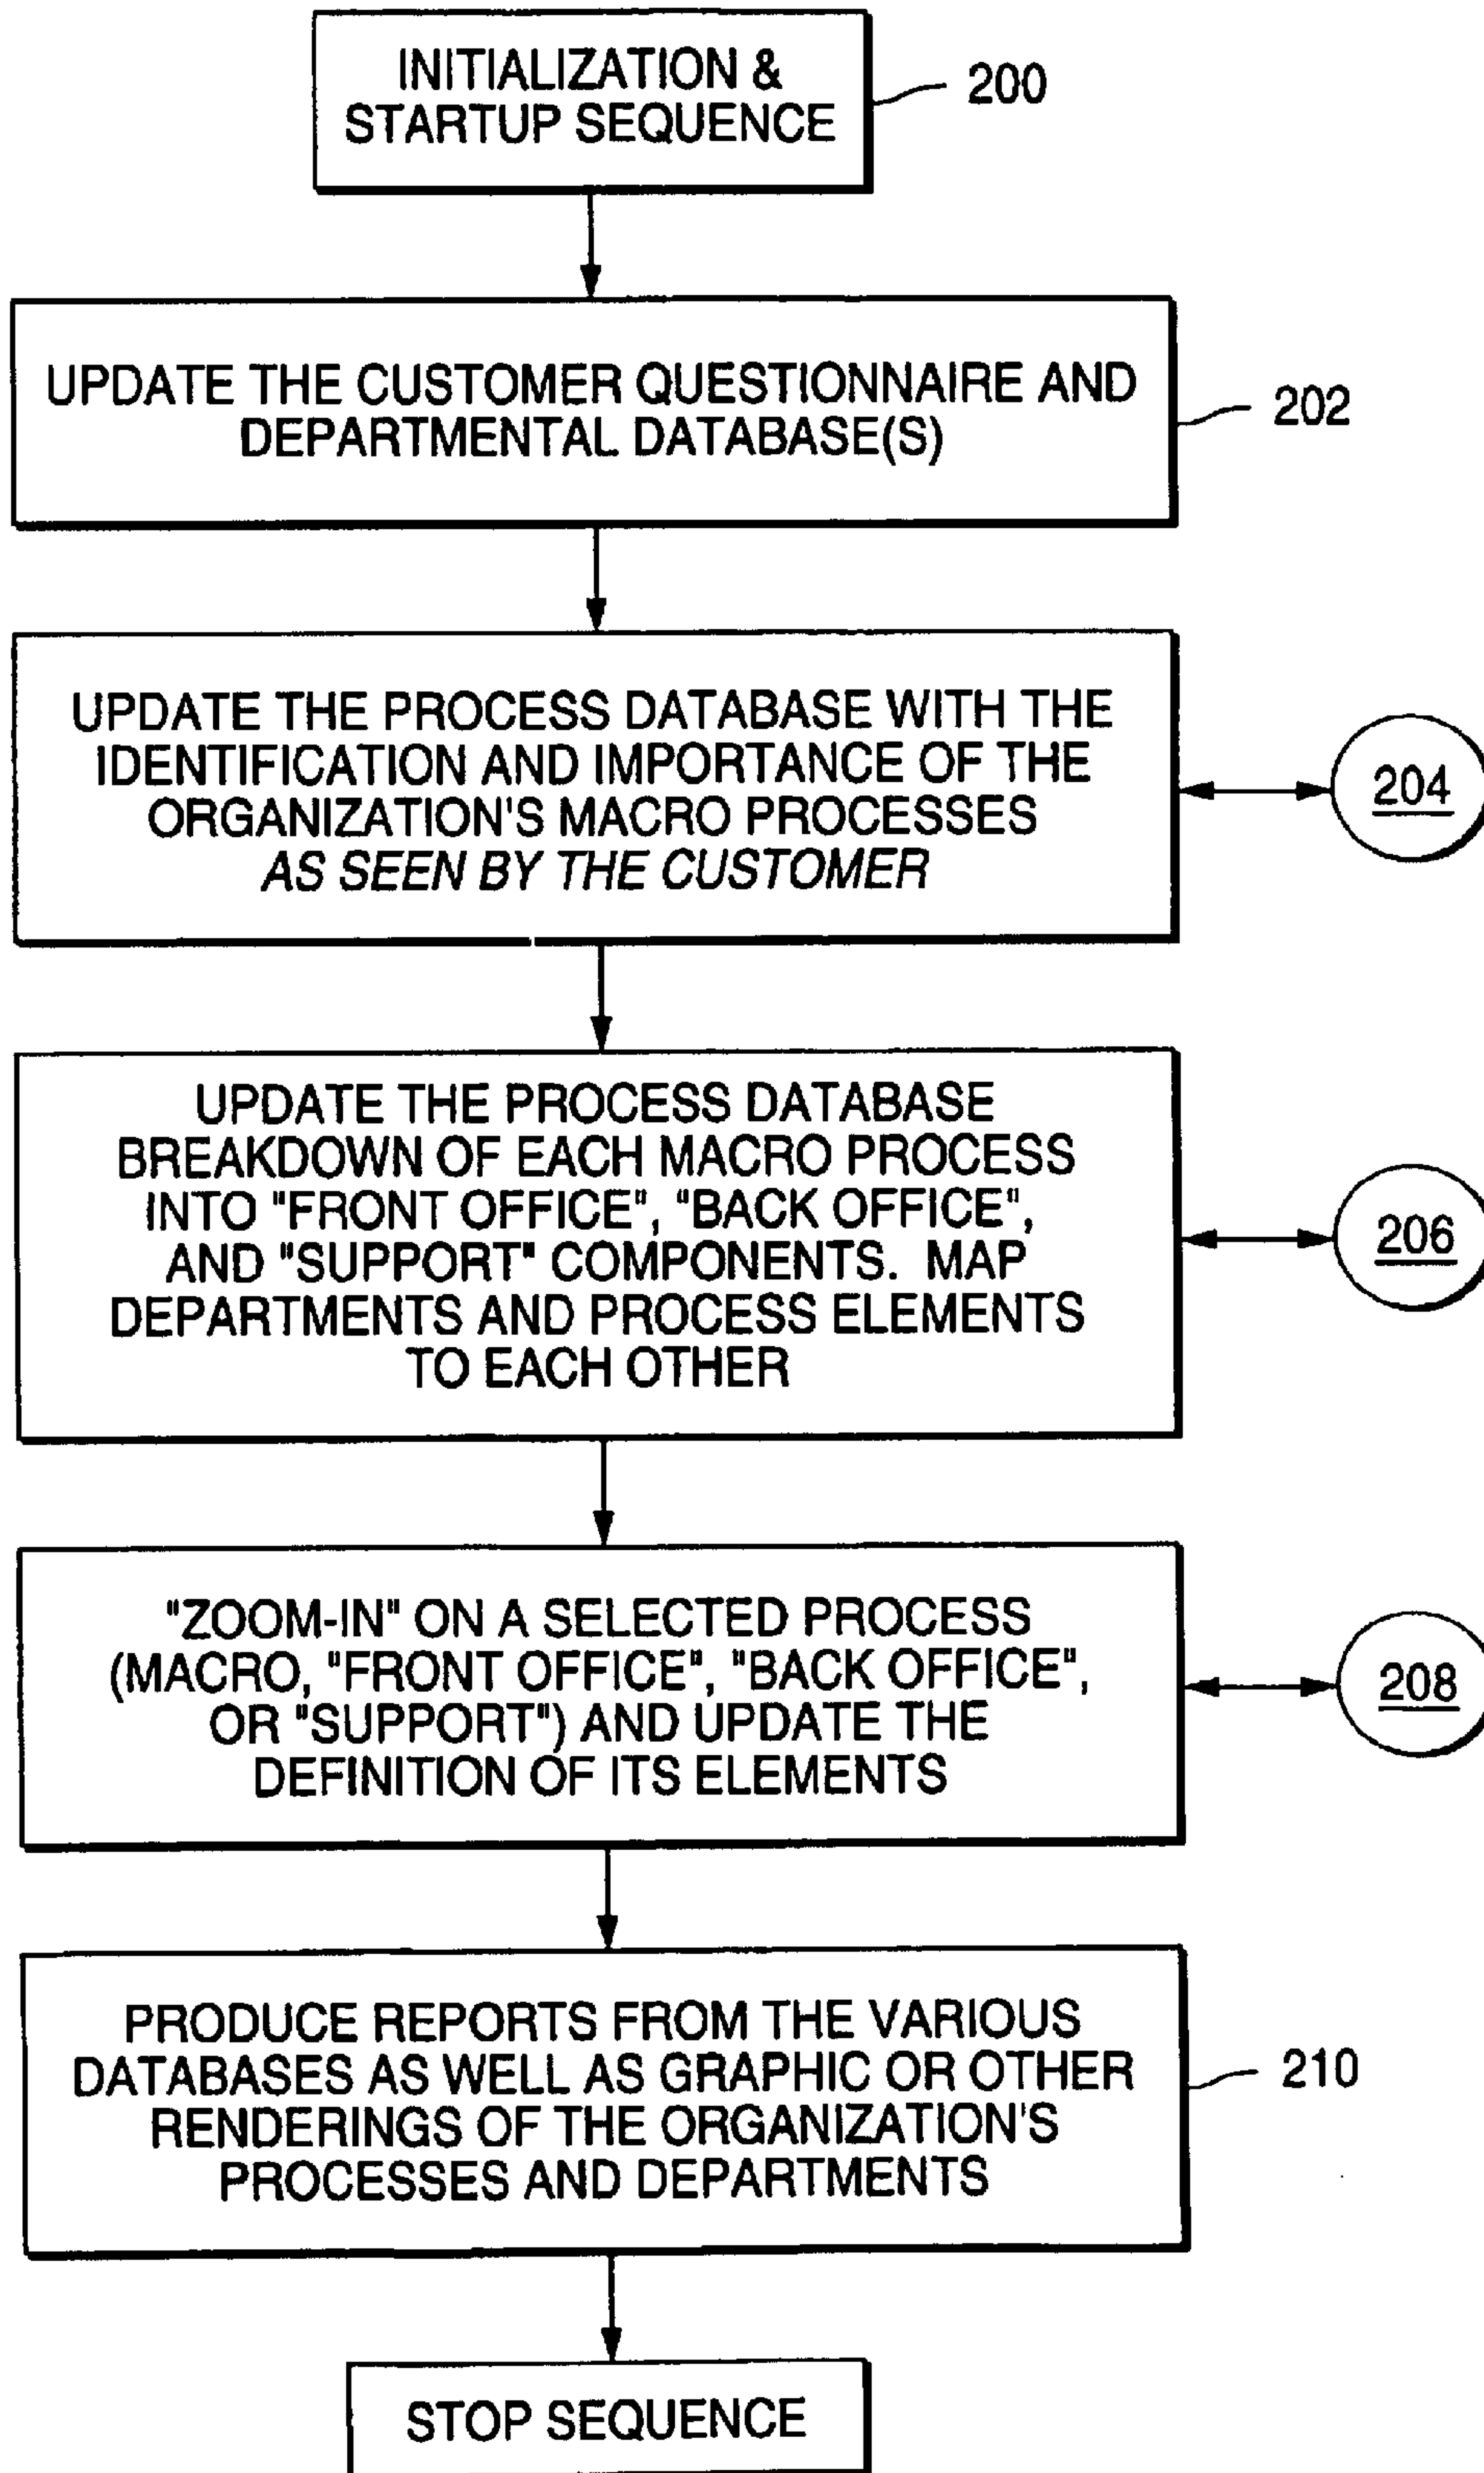 INITIALIZATION &
STARTUP SEQUENCE
200
UPDATE THE CUSTOMER QUESTIONNAIRE AND
DEPARTMENTAL DATABASE(S)
202
UPDATE THE PROCESS DATABASE WITH THE
IDENTIFICATION AND IMPORTANCE OF THE
ORGANIZATION'S MACRO PROCESSES
AS SEEN BY THE CUSTOMER
204
UPDATE THE PROCESS DATABASE
BREAKDOWN OF EACH MACRO PROCESS
INTO "FRONT OFFICE", "BACK OFFICE",
AND "SUPPORT" COMPONENTS. MAP
DEPARTMENTS AND PROCESS ELEMENTS
TO EACH OTHER
206
"ZOOM-IN" ON A SELECTED PROCESS
(MACRO, "FRONT OFFICE", "BACK OFFICE",
OR "SUPPORT") AND UPDATE THE
DEFINITION OF ITS ELEMENTS
208
PRODUCE REPORTS FROM THE VARIOUS
DATABASES AS WELL AS GRAPHIC OR OTHER
RENDERINGS OF THE ORGANIZATION'S
PROCESSES AND DEPARTMENTS
210
STOP SEQUENCE